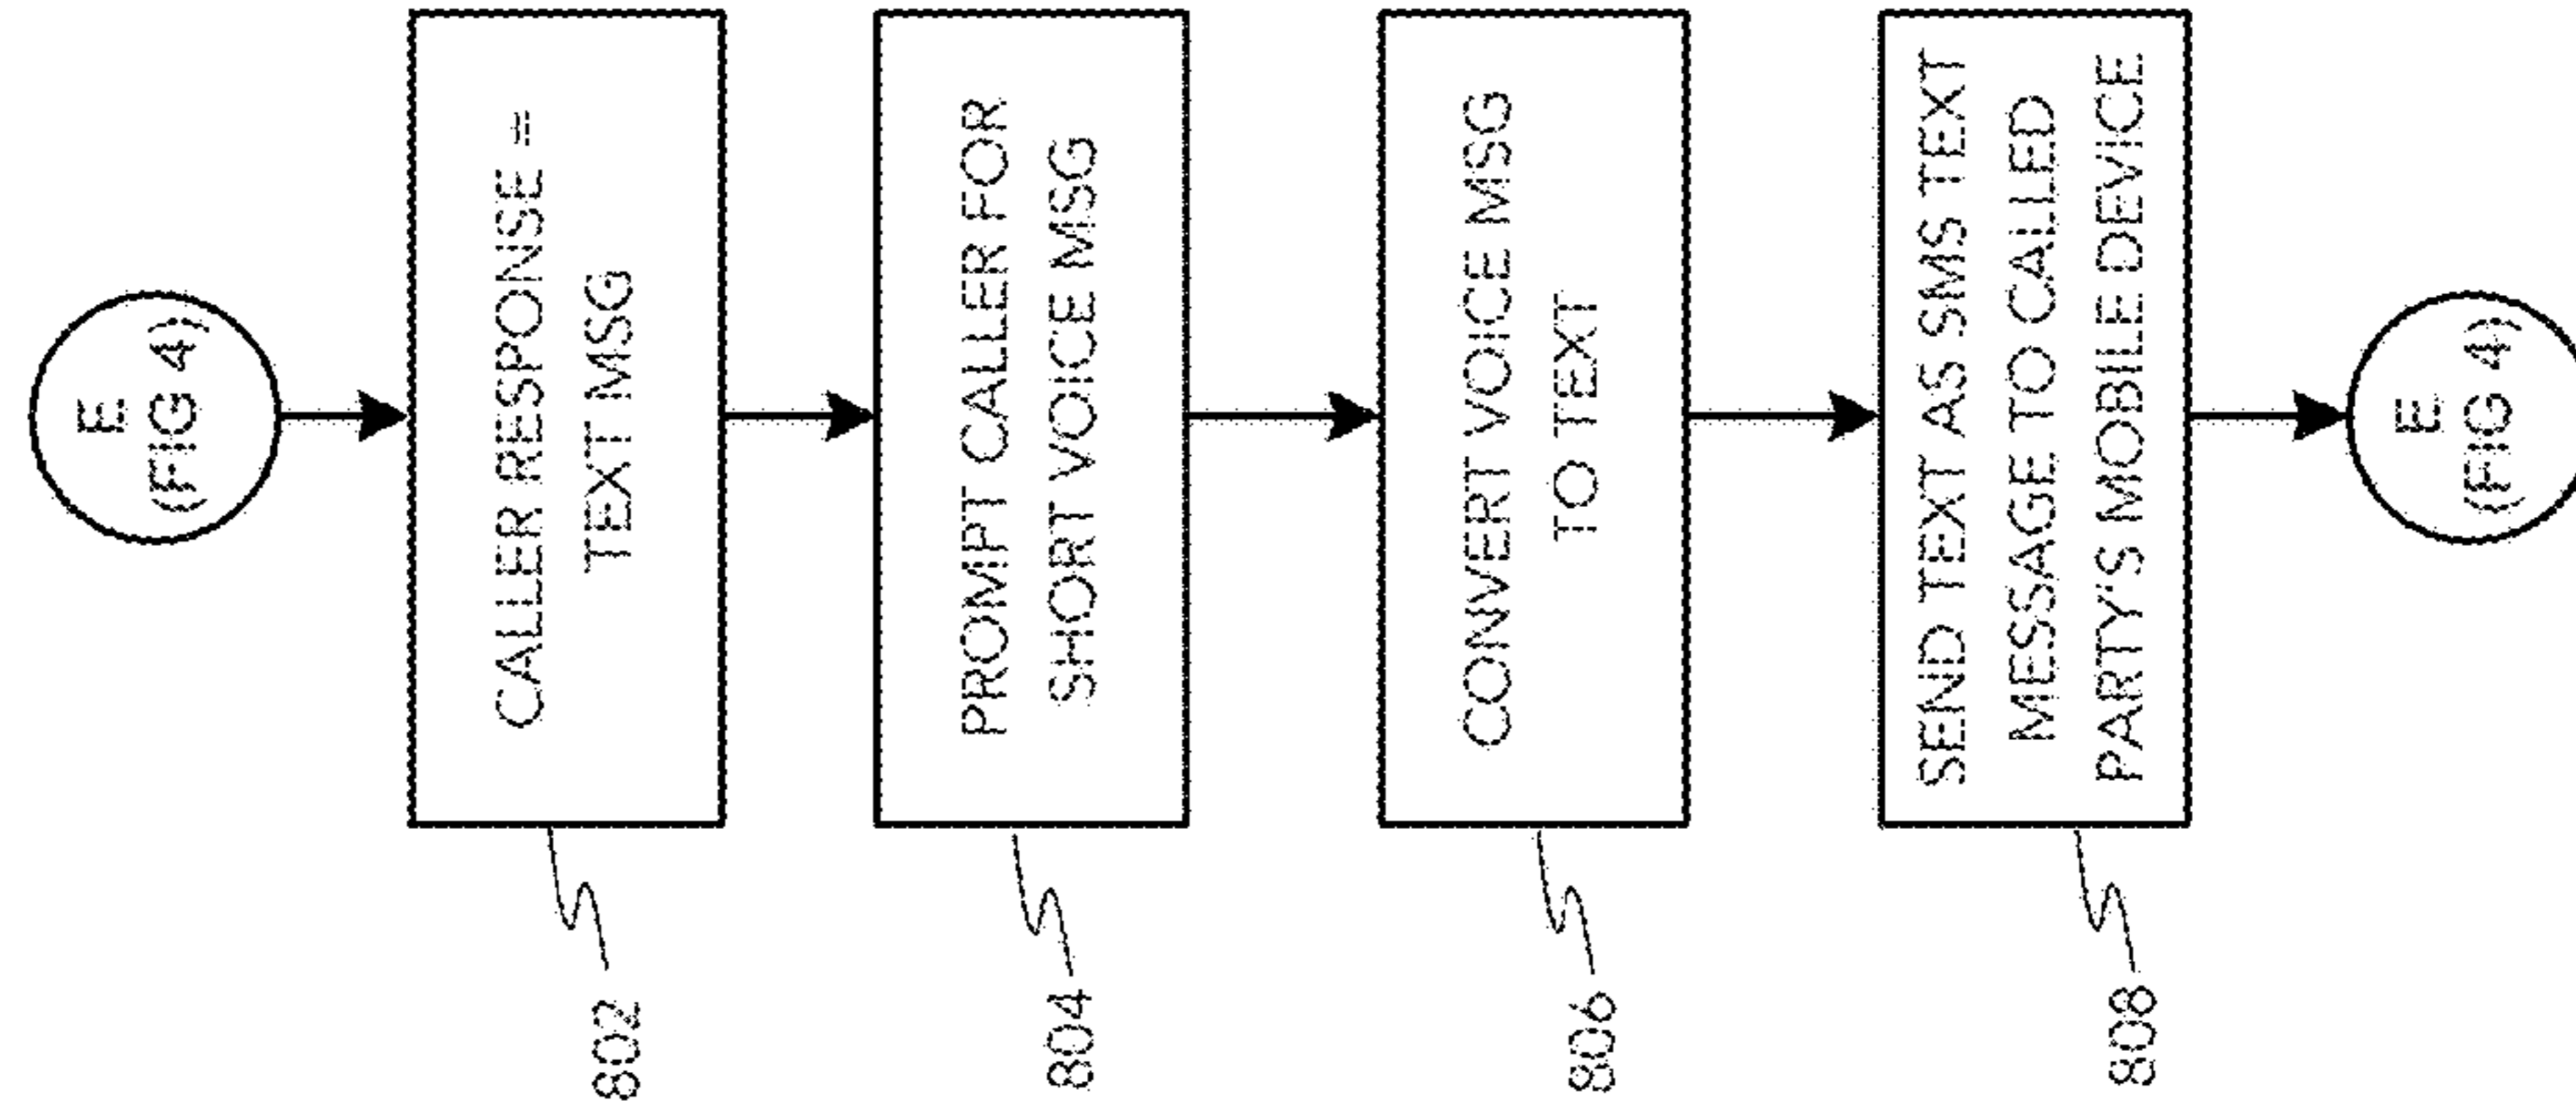 E
(FIG 4)
CALLER RESPONSE =
TEXT MSG
802
PROMPT CALLER FOR
SHORT VOICE MSG
804
CONVERT VOICE MSG
TO TEXT
806
SEND TEXT AS SMS TEXT
MESSAGE TO CALLED
PARTY'S MOBILE DEVICE
808
E
(FIG 4)